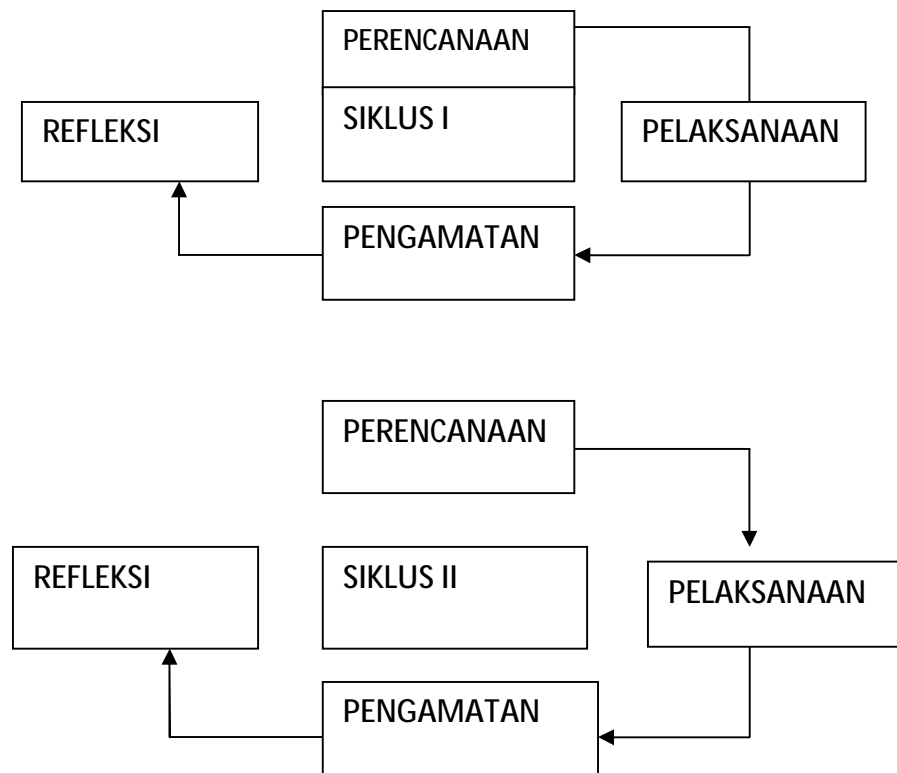 PERENCANAAN
REFLEKSI
SIKLUS I
PELAKSANAAN
PENGAMATAN
PERENCANAAN
REFLEKSI
SIKLUS II
PELAKSANAAN
PENGAMATAN